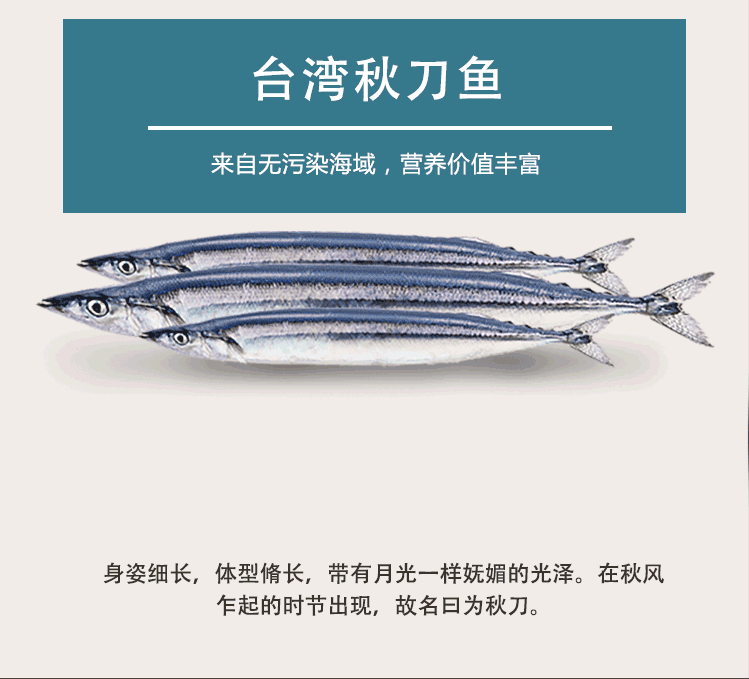 台湾秋刀鱼
来自无污染海域，营养价值丰富
身姿细长，体型脩长，带有月光一样妩媚的光泽。在秋风
乍起的时节出现，故名曰为秋刀。